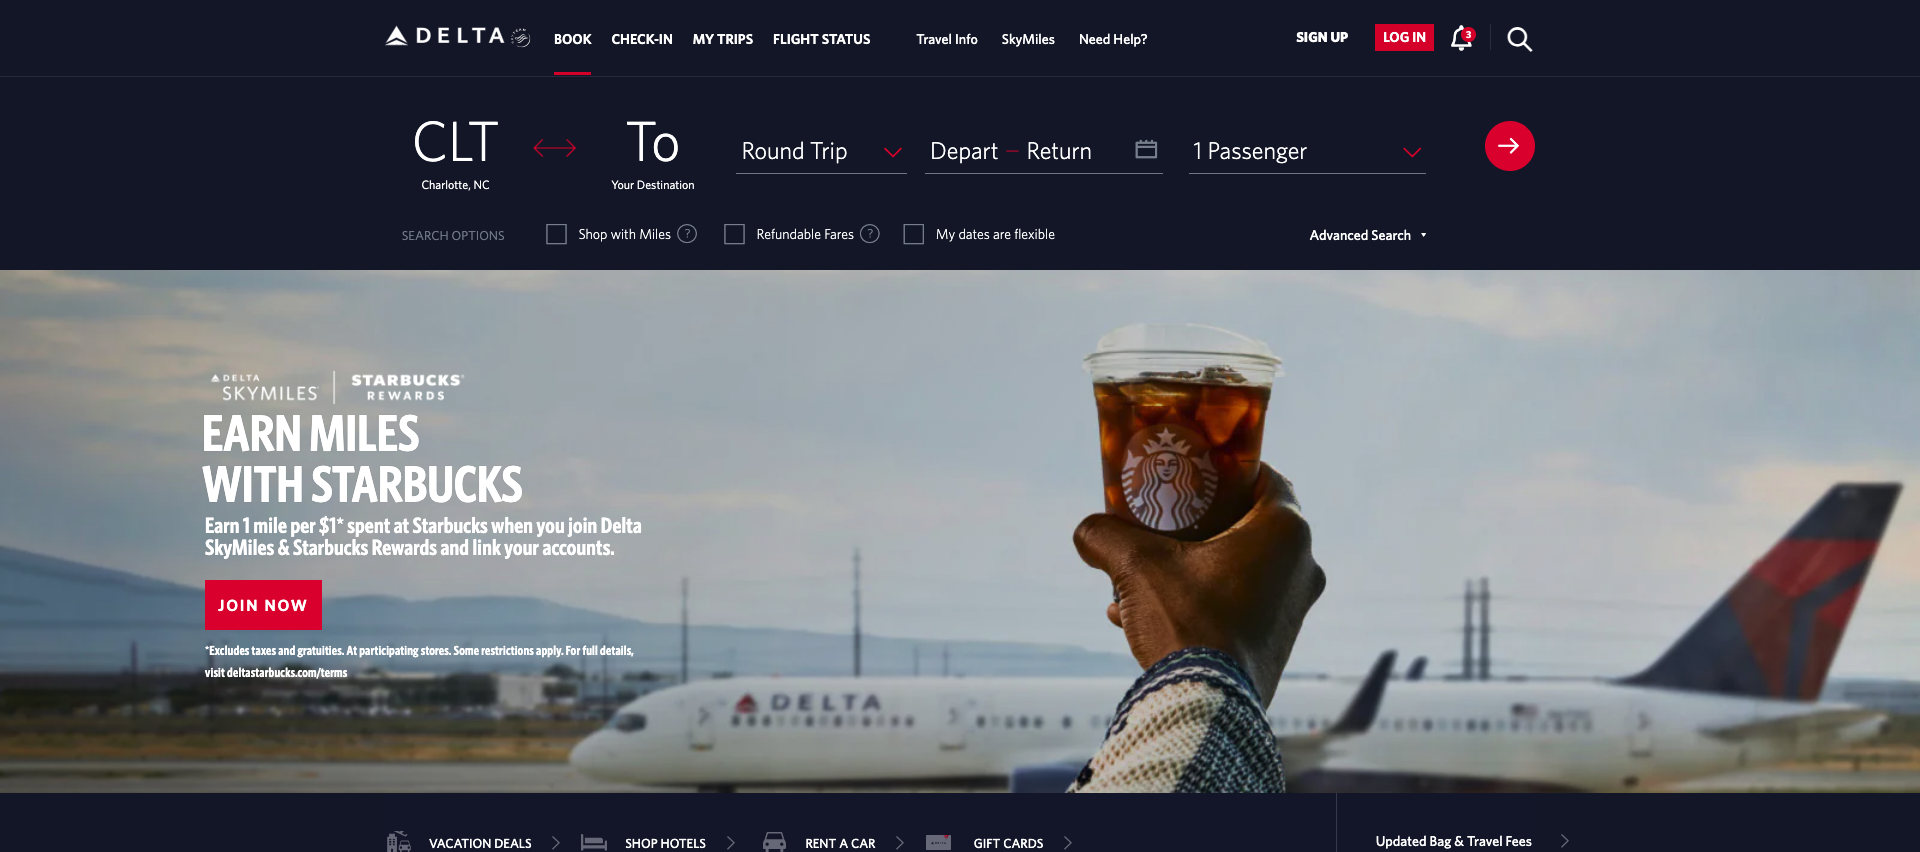 DELTA
BOOK CHECK-IN MY TRIPS FLIGHT STATUS Travel Info SkyMiles Need Help? SIGN UP LOG IN 3
CLT To Round Trip Depart – Return 1 Passenger
Charlotte, NC Your Destination
SEARCH OPTIONS Shop with Miles ? Refundable Fares ? My dates are flexible Advanced Search
DELTA
SKYMILES STARBUCKS®
REWARDS
EARN MILES
WITH STARBUCKS
Earn 1 mile per $1* spent at Starbucks when you join Delta
SkyMiles & Starbucks Rewards and link your accounts.
JOIN NOW
*Excludes taxes and gratuities. At participating stores. Some restrictions apply. For full details,
visit deltastarbucks.com/terms
DELTA
VACATION DEALS SHOP HOTELS RENT A CAR GIFT CARDS Updated Bag & Travel Fees